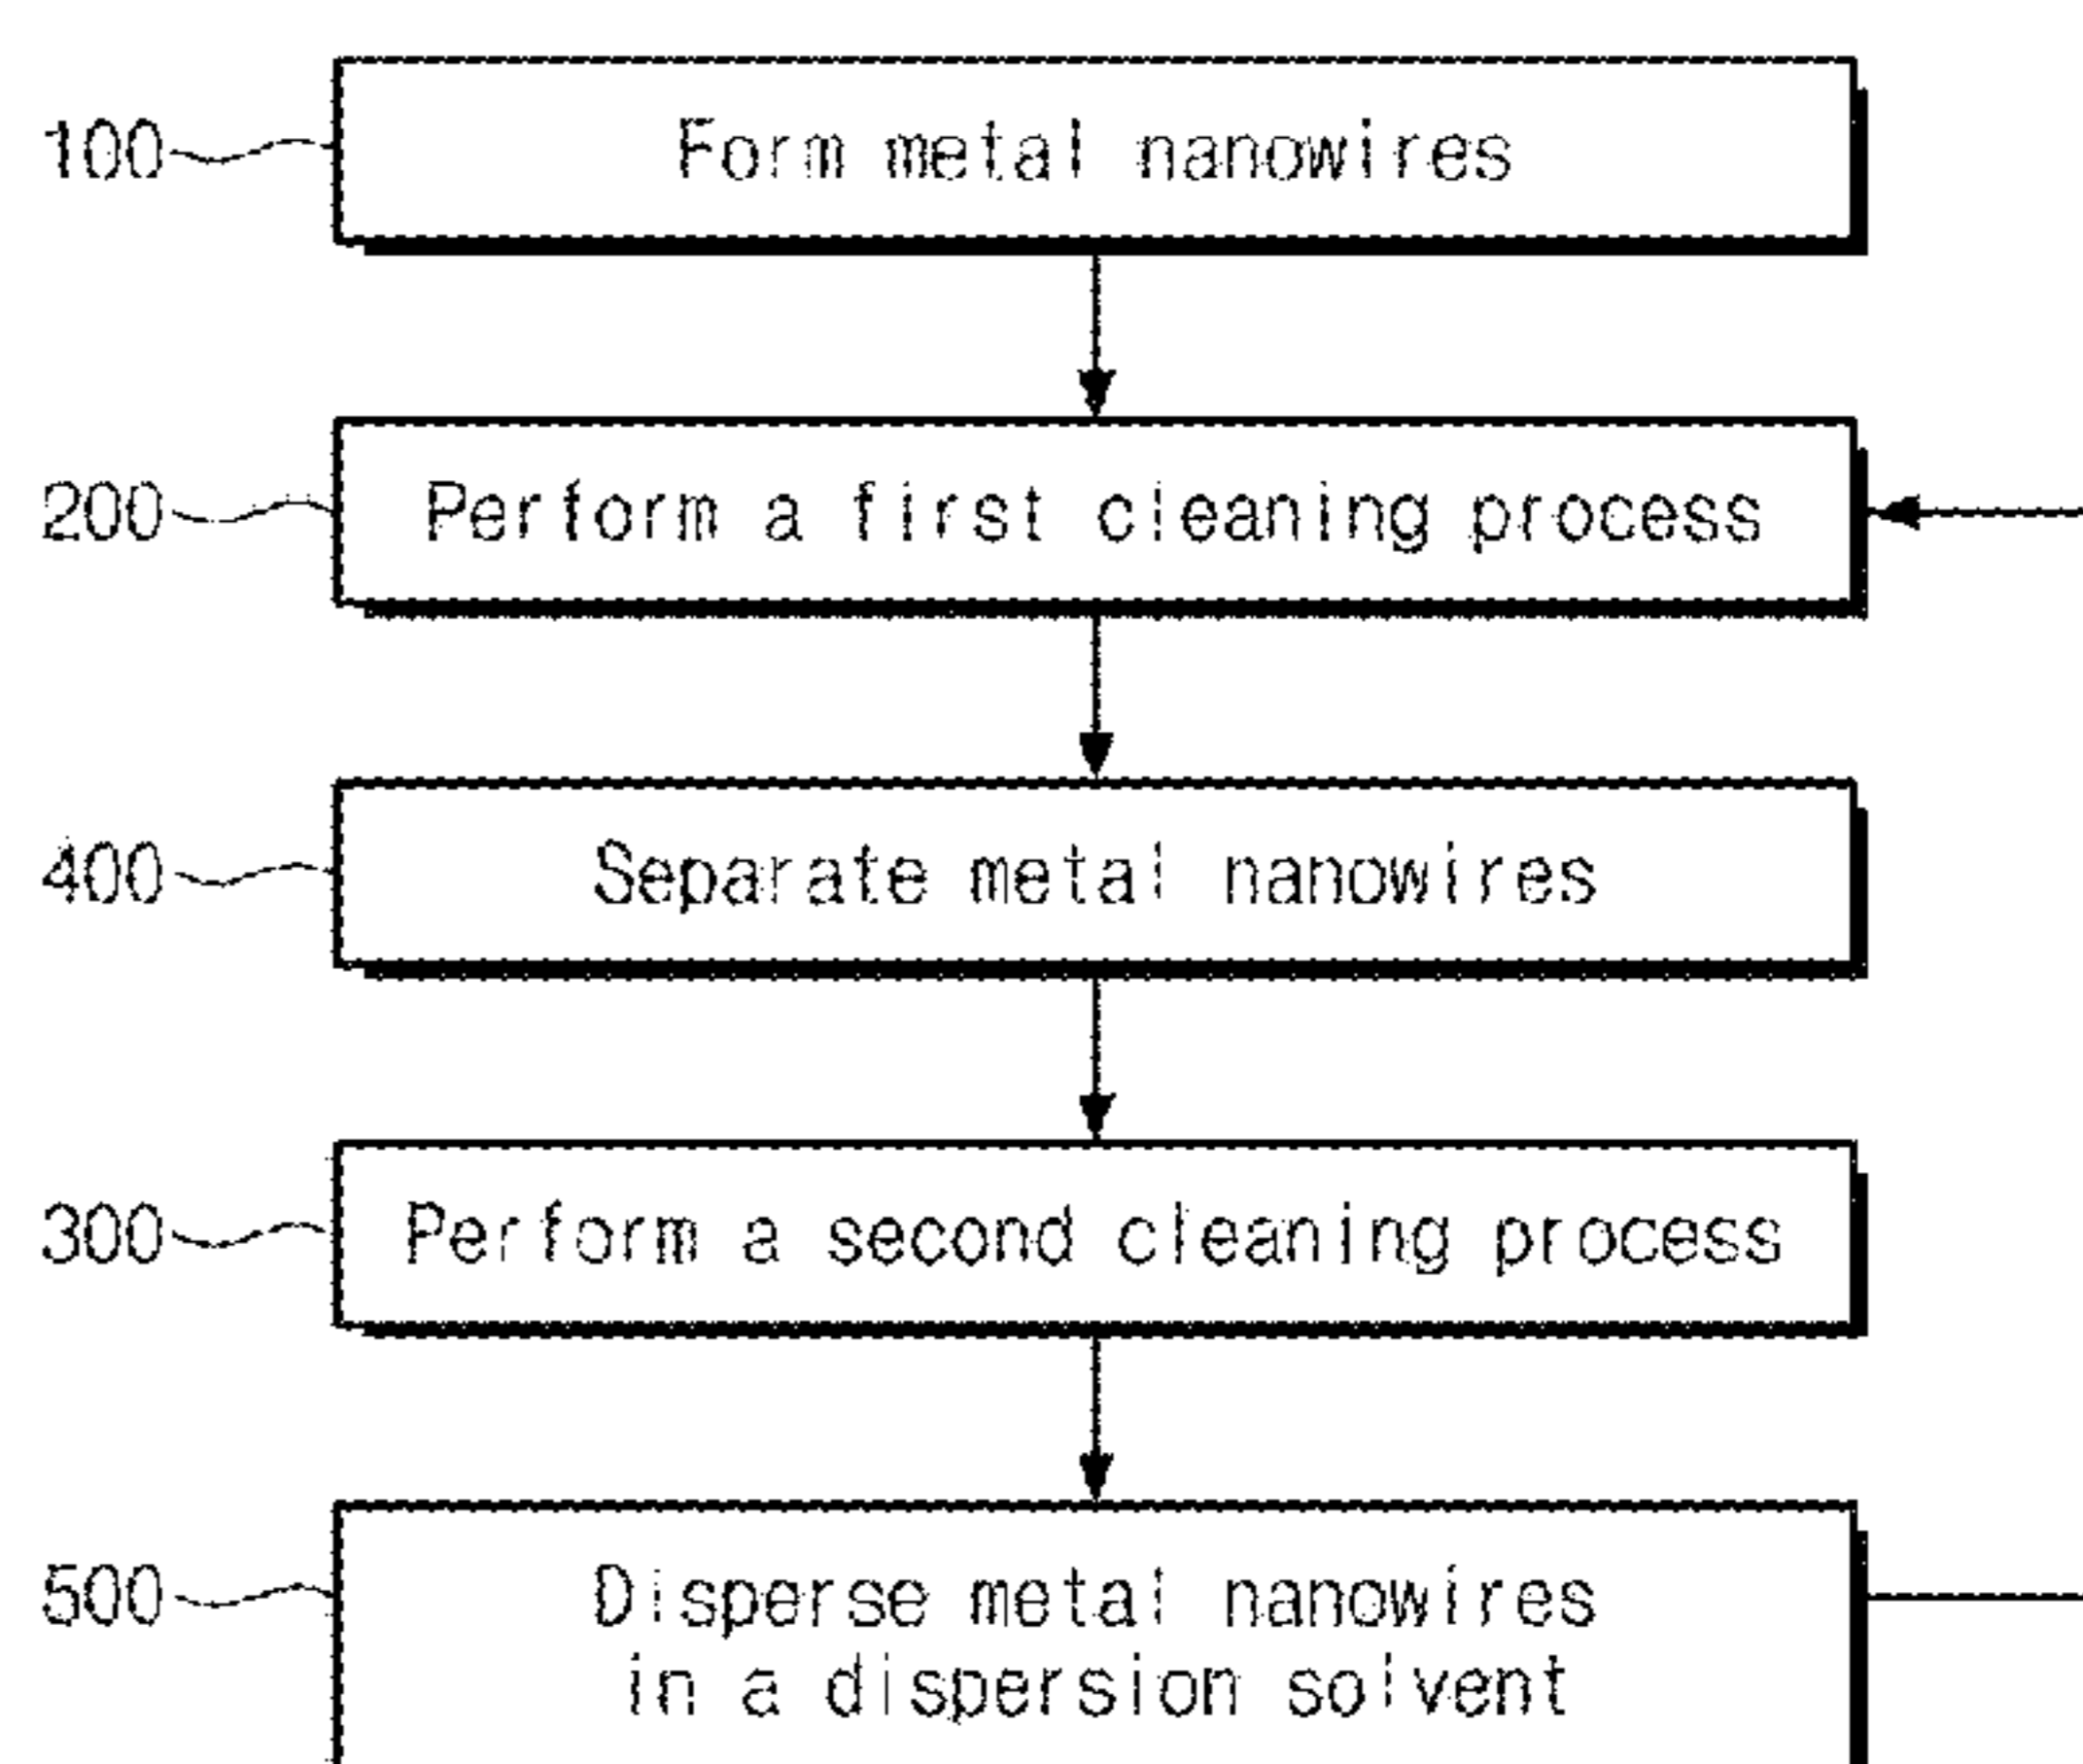 100 Form metal nanowires
200 Perform a first cleaning process
400 Separate metal nanowires
300 Perform a second cleaning process
500 Disperse metal nanowires
in a dispersion solvent